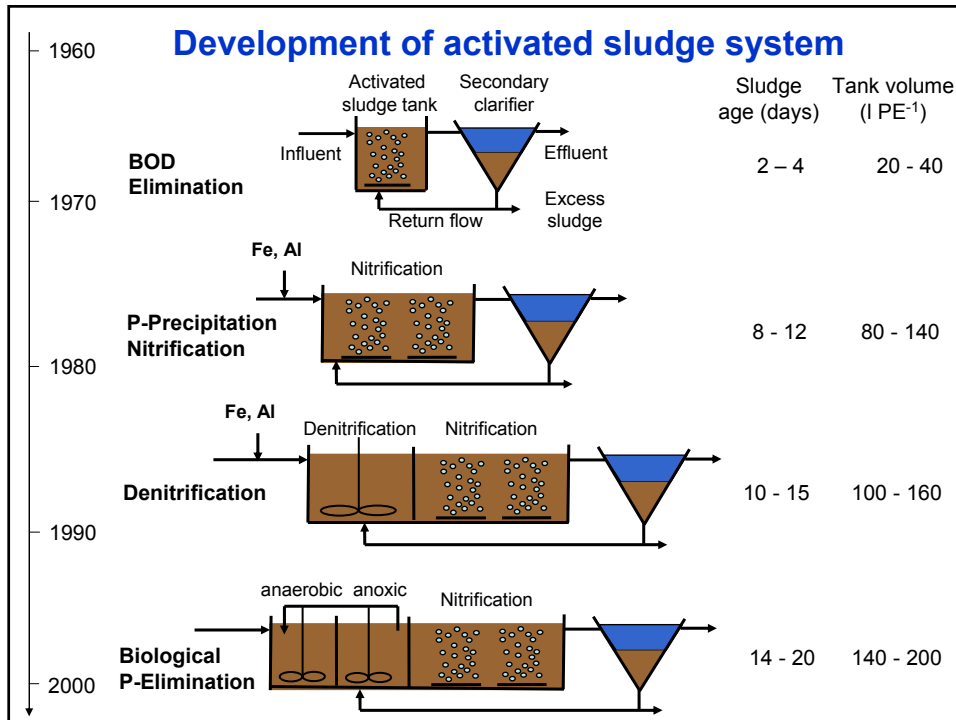 Development of activated sludge system
1960
1970
1980
1990
2000
Sludge
age (days)
Tank volume
(l PE⁻¹)
Activated
sludge tank
Secondary
clarifier
Influent
Effluent
BOD
Elimination
2 – 4
20 - 40
Return flow
Excess
sludge
Fe, Al
Nitrification
P-Precipitation
Nitrification
8 - 12
80 - 140
Fe, Al
Denitrification
Nitrification
Denitrification
10 - 15
100 - 160
anaerobic
anoxic
Nitrification
Biological
P-Elimination
14 - 20
140 - 200